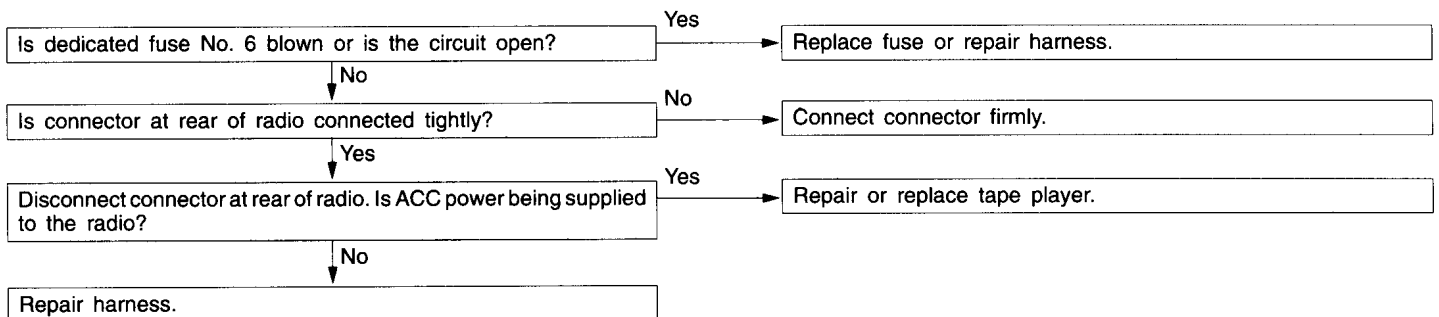 Yes
Is dedicated fuse No. 6 blown or is the circuit open?
Replace fuse or repair harness.
No
No
Is connector at rear of radio connected tightly?
Connect connector firmly.
Yes
Yes
Disconnect connector at rear of radio. Is ACC power being supplied
to the radio?
Repair or replace tape player.
No
Repair harness.